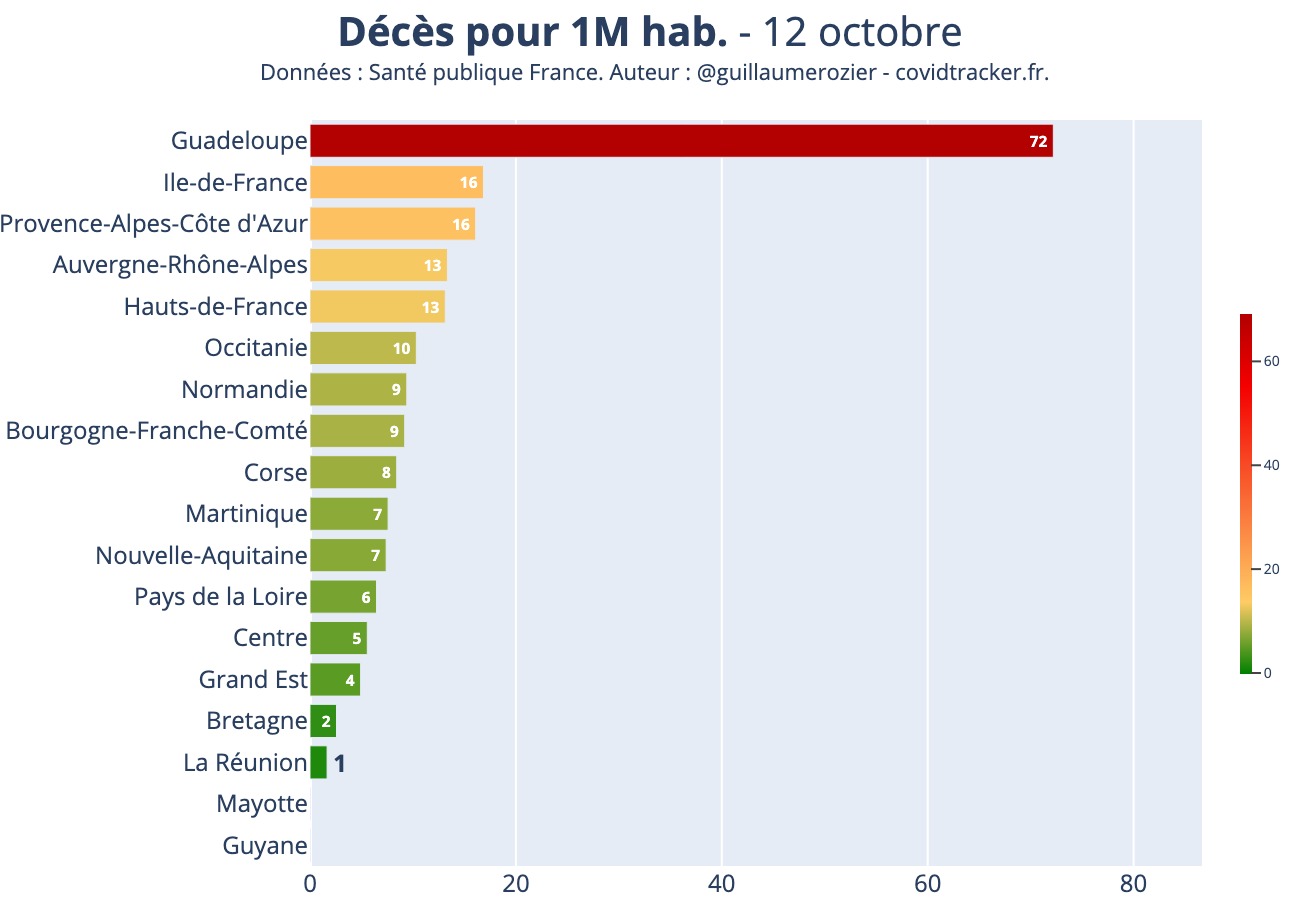 Décès pour 1M hab. - 12 octobre
Données : Santé publique France. Auteur : @guillaumerozier - covidtracker.fr.
Guadeloupe 72
Ile-de-France 16
Provence-Alpes-Côte d'Azur 16
Auvergne-Rhône-Alpes 13
Hauts-de-France 13
Occitanie 10
Normandie 9
Bourgogne-Franche-Comté 9
Corse 8
Martinique 7
Nouvelle-Aquitaine 7
Pays de la Loire 6
Centre 5
Grand Est 4
Bretagne 2
La Réunion 1
Mayotte
Guyane
0 20 40 60 80
60
40
20
0